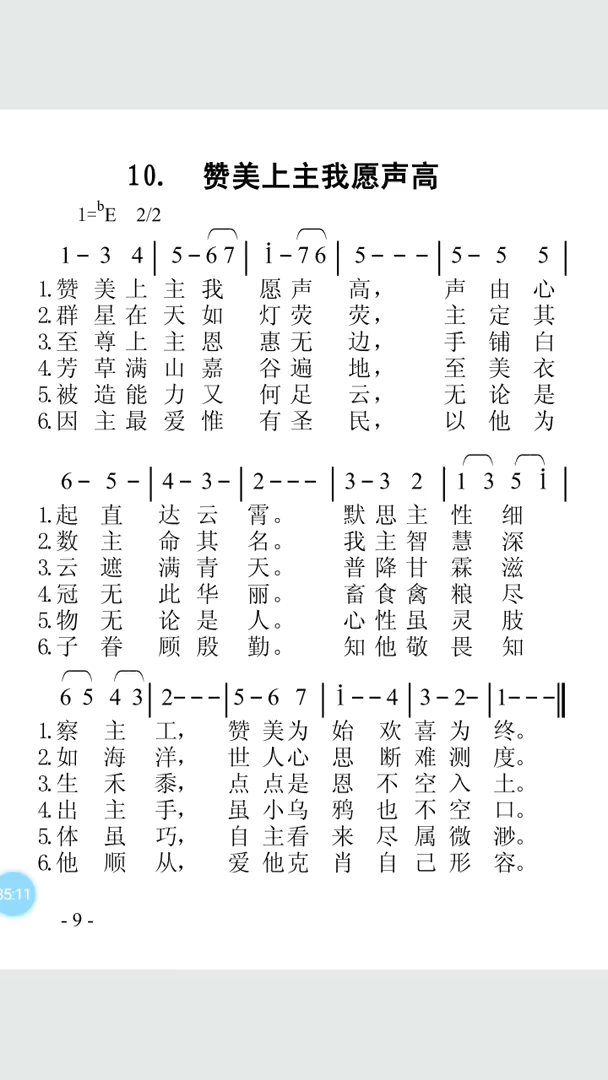 10. 赞美上主我愿声高
1=ᵇE 2/2
1 - 3 4 | 5 - 6 7 | i̇ - 7 6 | 5 - - - | 5 - 5 5 |
1.赞美上主我愿声高，声由心
2.群星在天如灯荧荧，主定其
3.至尊上主恩惠无边，手铺白
4.芳草满山嘉谷遍地，至美衣
5.被造能力又何足云，无论是
6.因主最爱惟有圣民，以他为
6 - 5 - | 4 - 3 - | 2 - - - | 3 - 3 2 | 1 3 5 i̇ |
1.起直达云霄。默思主性细
2.数主命其名。我主智慧深
3.云遮满青天。普降甘霖滋
4.冠无此华丽。畜食禽粮尽
5.物无论是人。心性虽灵肢
6.子眷顾殷勤。知他敬畏知
6 5 4 3 | 2 - - - | 5 - 6 7 | i̇ - - 4 | 3 - 2 - | 1 - - - ‖
1.察主工，赞美为始欢喜为终。
2.如海洋，世人心思断难测度。
3.生禾黍，点点是恩不空入土。
4.出主手，虽小乌鸦也不空口。
5.体虽巧，自主看来尽属微渺。
6.他顺从，爱他克肖自己形容。
35:11
- 9 -